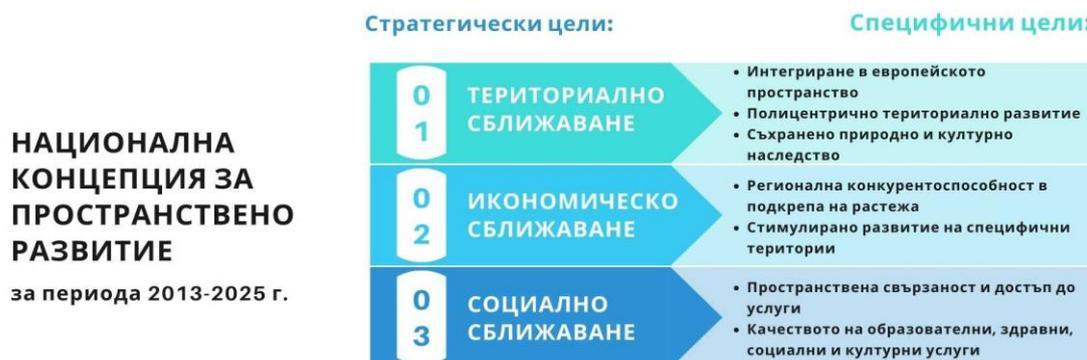 НАЦИОНАЛНА
КОНЦЕПЦИЯ ЗА
ПРОСТРАНСТВЕНО
РАЗВИТИЕ
за периода 2013-2025 г.
Стратегически цели:
Специфични цели:
0
1
ТЕРИТОРИАЛНО
СБЛИЖАВАНЕ
• Интегриране в европейското
пространство
• Полицентрично териториално развитие
• Съхранено природно и културно
наследство
0
2
ИКОНОМИЧЕСКО
СБЛИЖАВАНЕ
• Регионална конкурентоспособност в
подкрепа на растежа
• Стимулирано развитие на специфични
територии
0
3
СОЦИАЛНО
СБЛИЖАВАНЕ
• Пространствена свързаност и достъп до
услуги
• Качеството на образователни, здравни,
социални и културни услуги